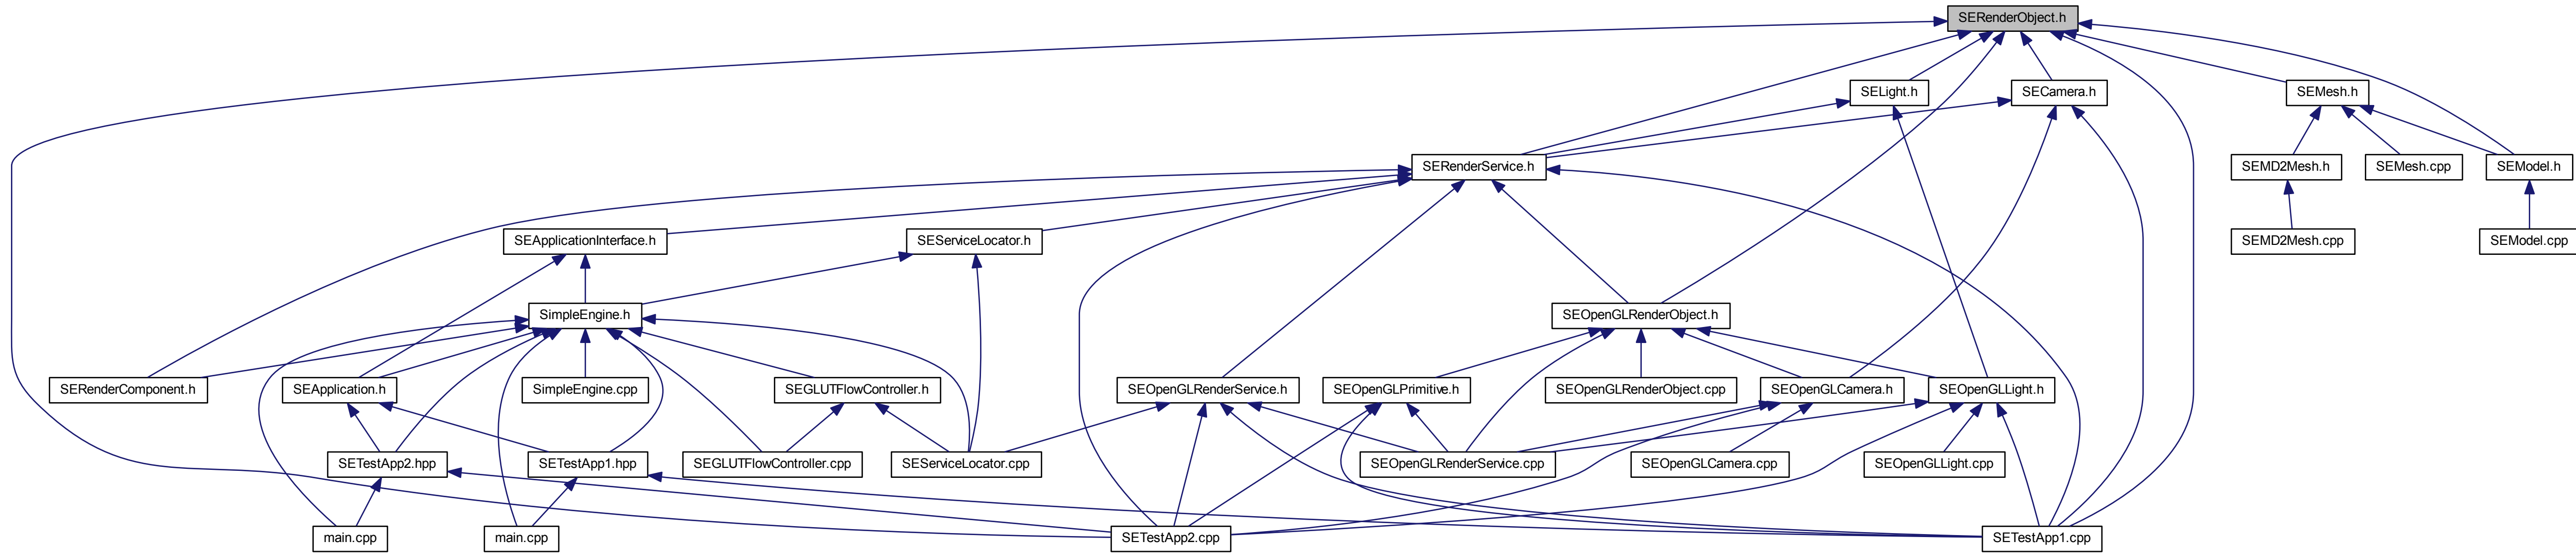 SERenderObject.h
SELight.h
SECamera.h
SEMesh.h
SERenderService.h
SEMD2Mesh.h
SEMesh.cpp
SEModel.h
SEApplicationInterface.h
SEServiceLocator.h
SEMD2Mesh.cpp
SEModel.cpp
SimpleEngine.h
SEOpenGLRenderObject.h
SERenderComponent.h
SEApplication.h
SimpleEngine.cpp
SEGLUTFlowController.h
SEOpenGLRenderService.h
SEOpenGLPrimitive.h
SEOpenGLRenderObject.cpp
SEOpenGLCamera.h
SEOpenGLLight.h
SETestApp2.hpp
SETestApp1.hpp
SEGLUTFlowController.cpp
SEServiceLocator.cpp
SEOpenGLRenderService.cpp
SEOpenGLCamera.cpp
SEOpenGLLight.cpp
main.cpp
main.cpp
SETestApp2.cpp
SETestApp1.cpp